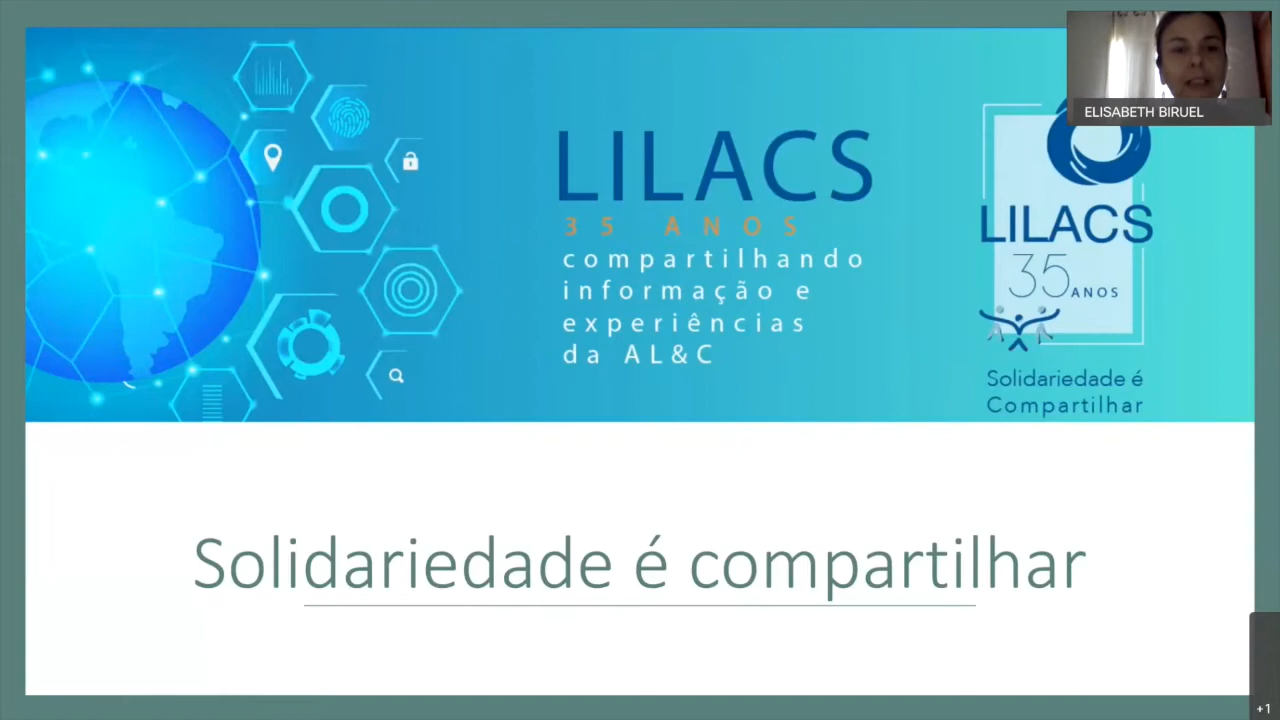 ELISABETH BIRUEL
LILACS
35 ANOS
compartilhando
informação e
experiências
da AL&C
LILACS
35 ANOS
Solidariedade é
Compartilhar
Solidariedade é compartilhar
+1